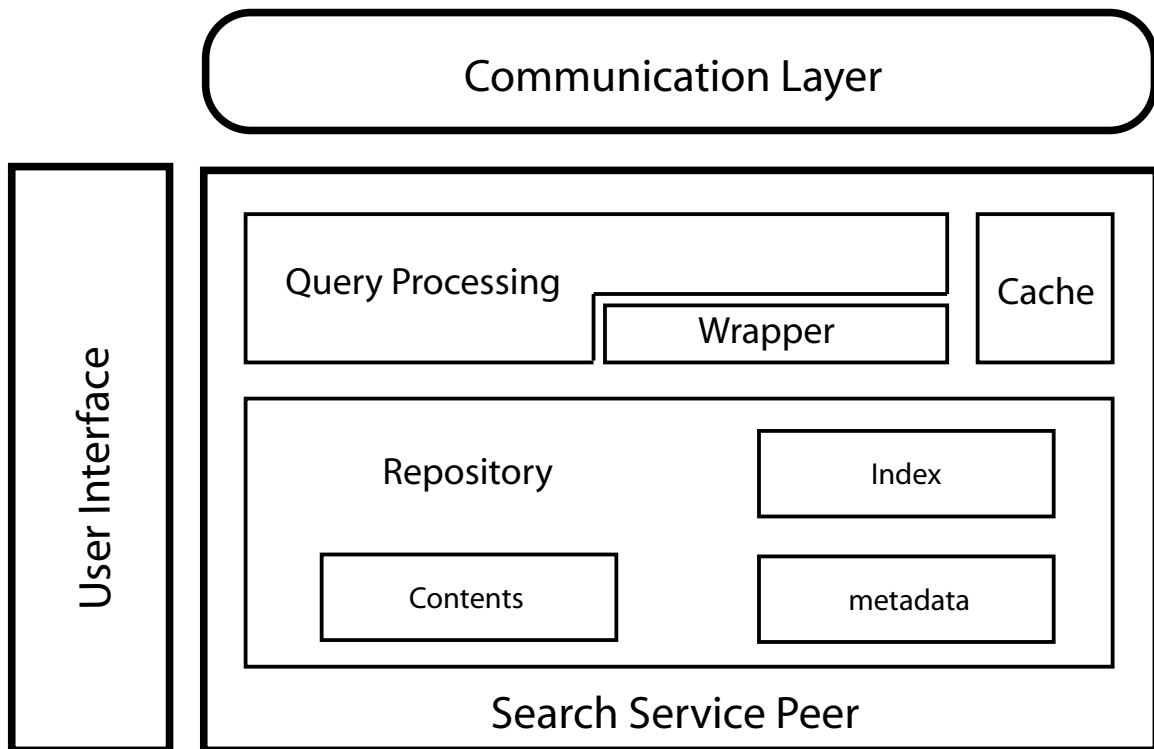 Communication Layer
User Interface
Query Processing
Wrapper
Cache
Repository
Index
Contents
metadata
Search Service Peer